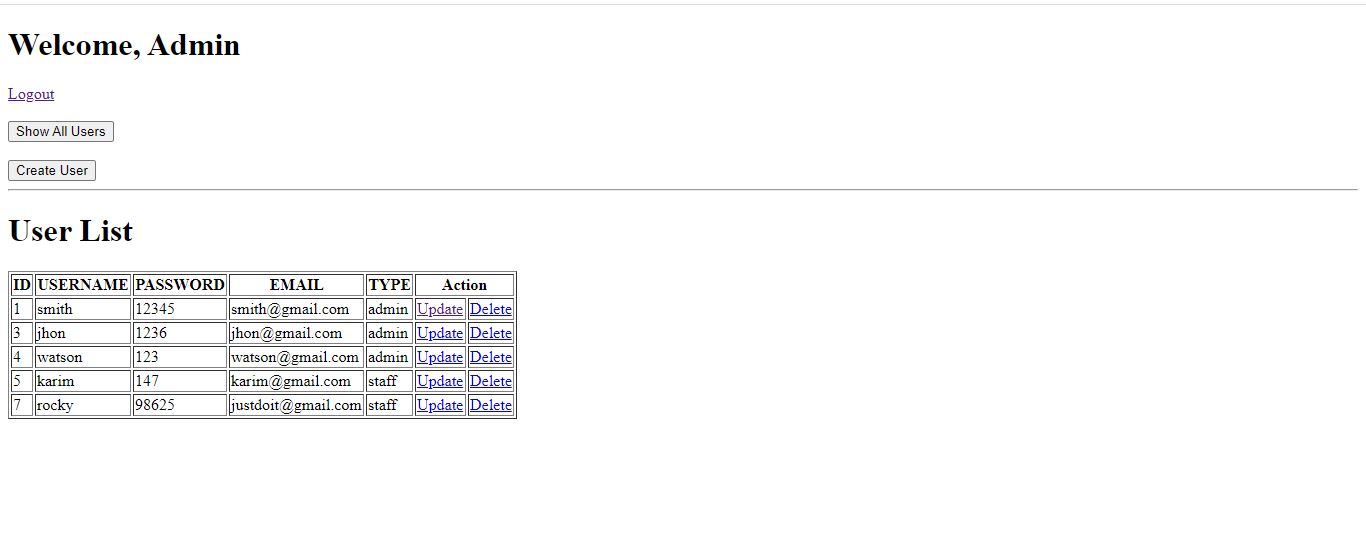 Welcome, Admin
Logout
Show All Users
Create User
User List
ID USERNAME PASSWORD EMAIL TYPE Action
1 smith 12345 smith@gmail.com admin Update Delete
3 jhon 1236 jhon@gmail.com admin Update Delete
4 watson 123 watson@gmail.com admin Update Delete
5 karim 147 karim@gmail.com staff Update Delete
7 rocky 98625 justdoit@gmail.com staff Update Delete